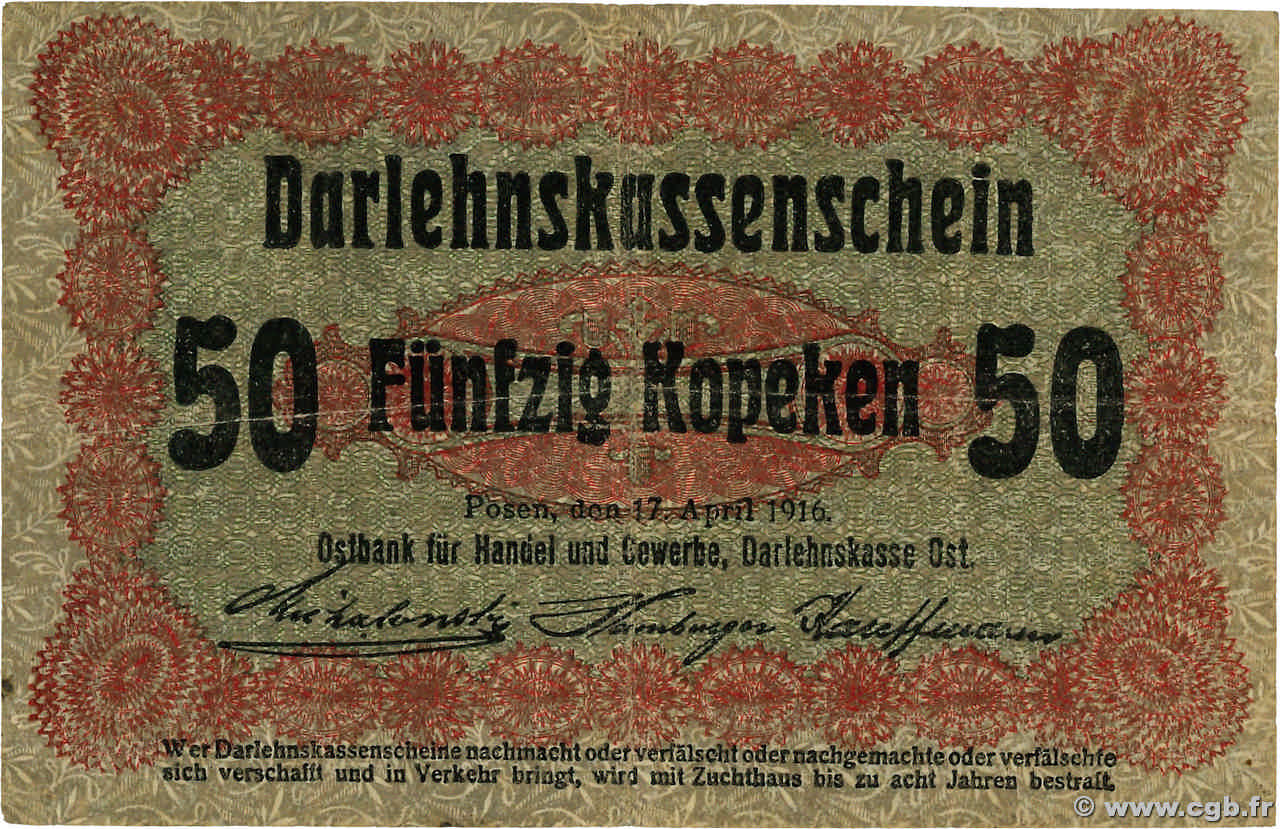 Darlehnskassenschein
50 Fünfzig Kopeken 50
Posen, den 17. April 1916.
Ostbank für Handel und Gewerbe, Darlehnskasse Ost.
Hamburger Kauffmann
Wer Darlehnskassenscheine nachmacht oder verfälscht oder nachgemachte oder verfälschte
sich verschafft und in Verkehr bringt, wird mit Zuchthaus bis zu acht Jahren bestraft.
© www.cgb.fr